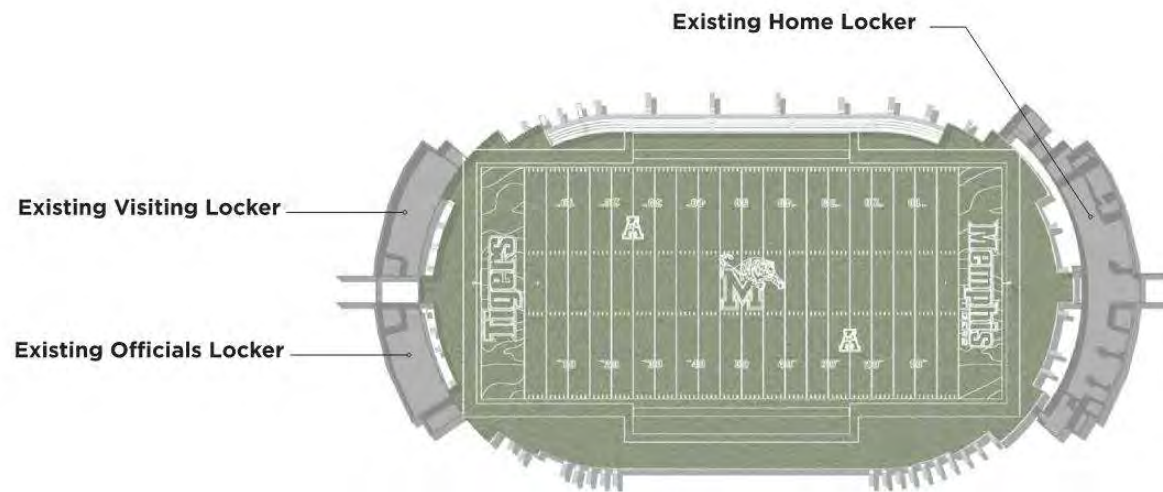 Existing Home Locker
Existing Visiting Locker
Existing Officials Locker
Tigers
M
Memphis
A
A